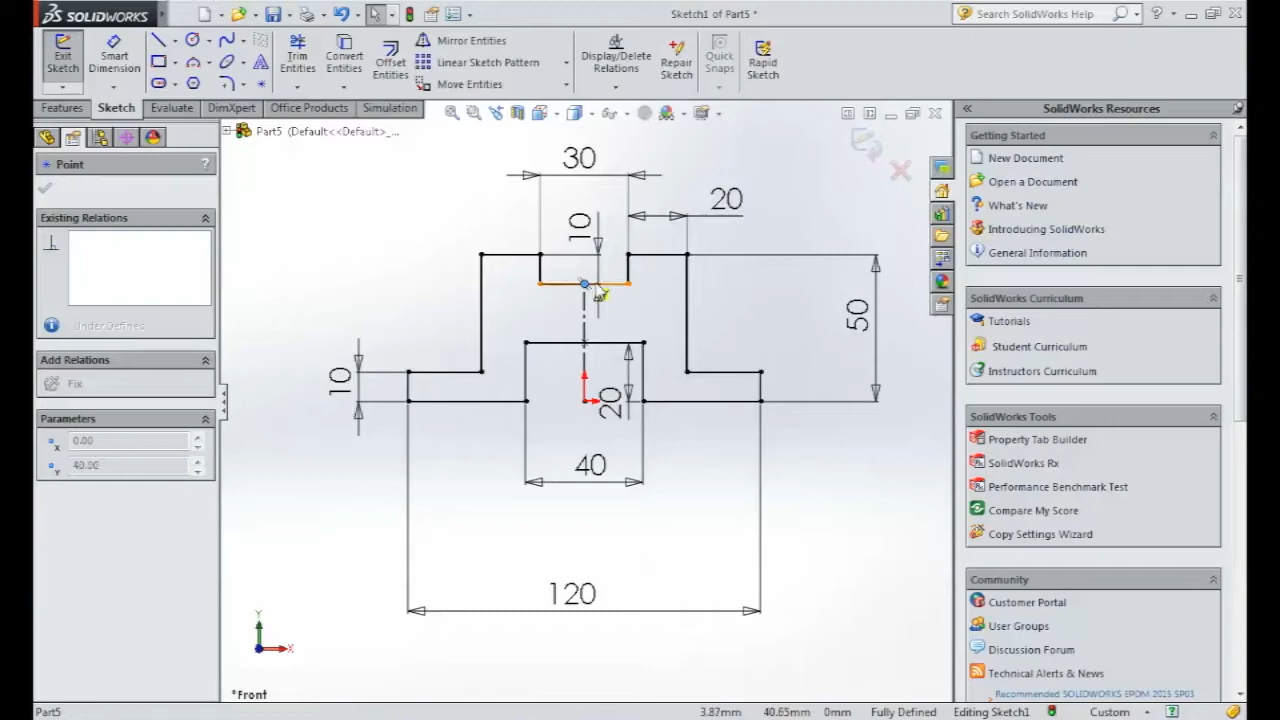 SOLIDWORKS
Sketch1 of Part5 *
Search SolidWorks Help
Exit Sketch
Smart Dimension
Trim Entities
Convert Entities
Offset Entities
Mirror Entities
Linear Sketch Pattern
Move Entities
Display/Delete Relations
Repair Sketch
Quick Snaps
Rapid Sketch
Features
Sketch
Evaluate
DimXpert
Office Products
Simulation
Part5 (Default<<Default>_...
Point
?
Existing Relations
Under Defines
Add Relations
Fix
Parameters
0.00
40.00
30
20
10
50
10
20
40
120
Y
X
*Front
SolidWorks Resources
Getting Started
New Document
Open a Document
What's New
Introducing SolidWorks
General Information
SolidWorks Curriculum
Tutorials
Student Curriculum
Instructors Curriculum
SolidWorks Tools
Property Tab Builder
SolidWorks Rx
Performance Benchmark Test
Compare My Score
Copy Settings Wizard
Community
Customer Portal
User Groups
Discussion Forum
Technical Alerts & News
Recommended SOLIDWORKS EPDM 2015 SP03
Part5
3.87mm
40.65mm
0mm
Fully Defined
Editing Sketch1
Custom